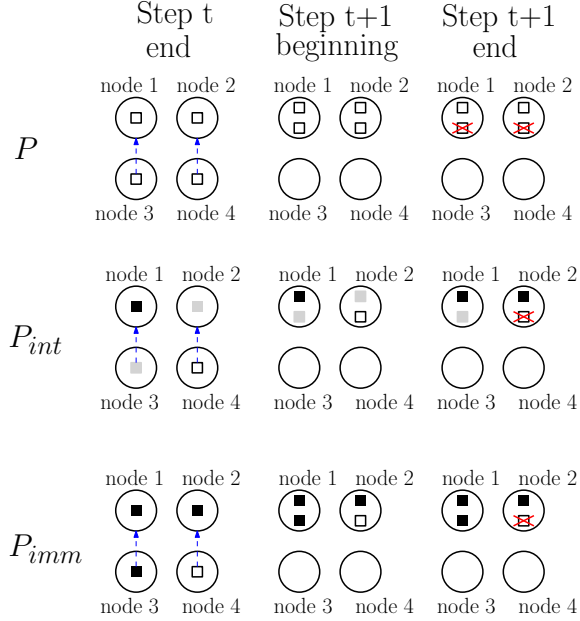 Step t
end
Step t+1
beginning
Step t+1
end
node 1 node 2 node 1 node 2 node 1 node 2
P
node 3 node 4 node 3 node 4 node 3 node 4
node 1 node 2 node 1 node 2 node 1 node 2
P_int
node 3 node 4 node 3 node 4 node 3 node 4
node 1 node 2 node 1 node 2 node 1 node 2
P_imm
node 3 node 4 node 3 node 4 node 3 node 4